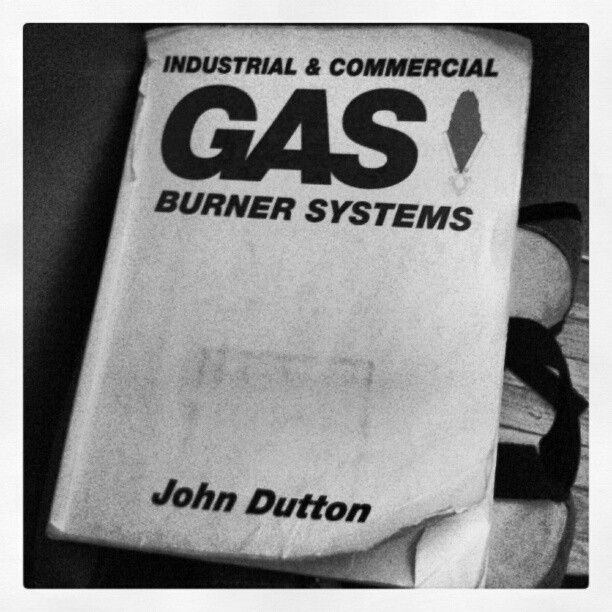 INDUSTRIAL & COMMERCIAL
GAS
BURNER SYSTEMS
John Dutton